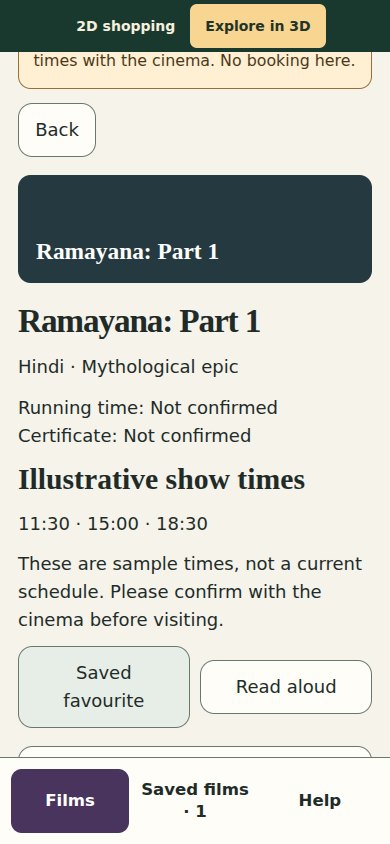 2D shopping
Explore in 3D
times with the cinema. No booking here.
Back
Ramayana: Part 1
Ramayana: Part 1
Hindi · Mythological epic
Running time: Not confirmed
Certificate: Not confirmed
Illustrative show times
11:30 · 15:00 · 18:30
These are sample times, not a current
schedule. Please confirm with the
cinema before visiting.
Saved
favourite
Read aloud
Films
Saved films
· 1
Help